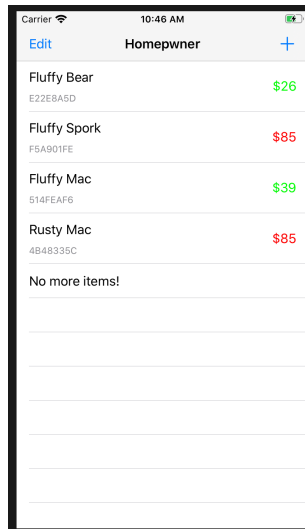 Carrier 10:46 AM
Edit Homepwner +
Fluffy Bear $26
E22E8A5D
Fluffy Spork $85
F5A901FE
Fluffy Mac $39
514FEAF6
Rusty Mac $85
4B48335C
No more items!